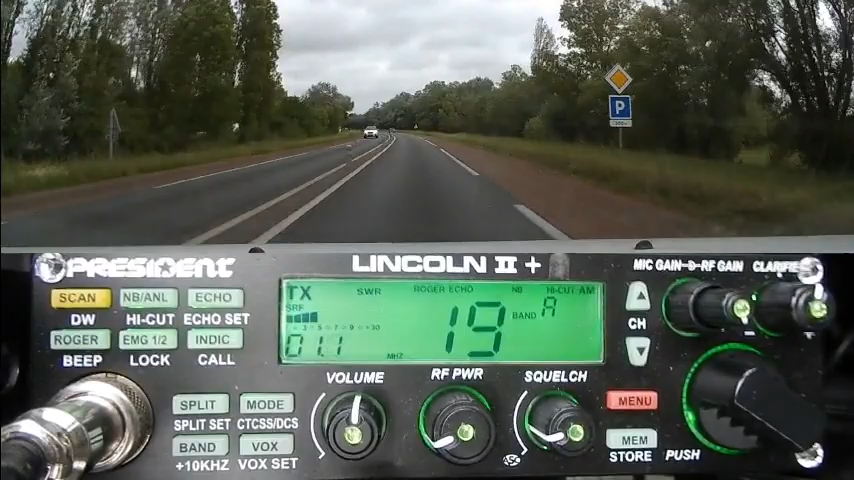 P
PRESIDENT
LINCOLN II +
MIC GAIN RF GAIN CLARIFIER
SCAN
NB/ANL
ECHO
DW
HI-CUT
ECHO SET
ROGER
EMG 1/2
INDIC
BEEP
LOCK
CALL
TX
SWR
ROGER ECHO
NB
HI-CUT AM
SRF
19
BAND A
01.1
MHZ
CH
VOLUME
RF PWR
SQUELCH
SPLIT
MODE
SPLIT SET
CTCSS/DCS
BAND
VOX
+10KHZ
VOX SET
MENU
MEM
STORE
PUSH
ASC